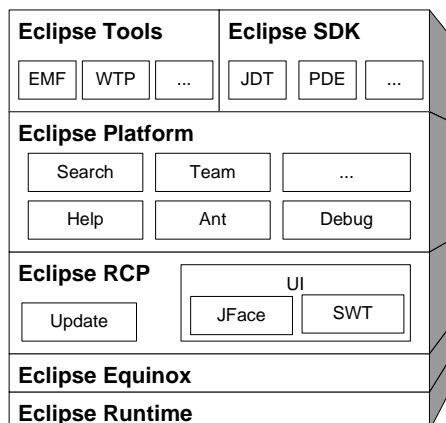 Eclipse Tools
EMF WTP ...
Eclipse SDK
JDT PDE ...
Eclipse Platform
Search Team ...
Help Ant Debug
Eclipse RCP
Update
UI
JFace SWT
Eclipse Equinox
Eclipse Runtime